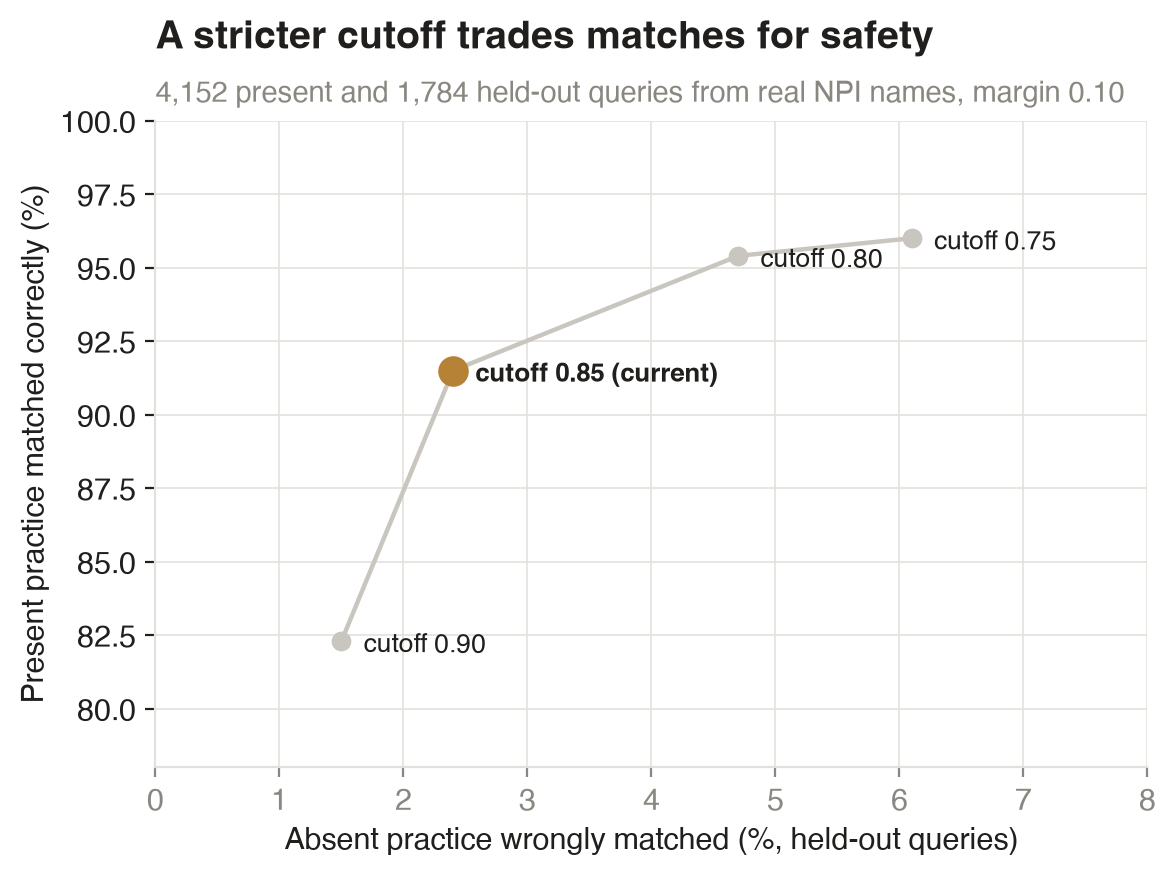 A stricter cutoff trades matches for safety
4,152 present and 1,784 held-out queries from real NPI names, margin 0.10
Present practice matched correctly (%)
100.0
97.5
95.0
92.5
90.0
87.5
85.0
82.5
80.0
cutoff 0.75
cutoff 0.80
cutoff 0.85 (current)
cutoff 0.90
0 1 2 3 4 5 6 7 8
Absent practice wrongly matched (%, held-out queries)